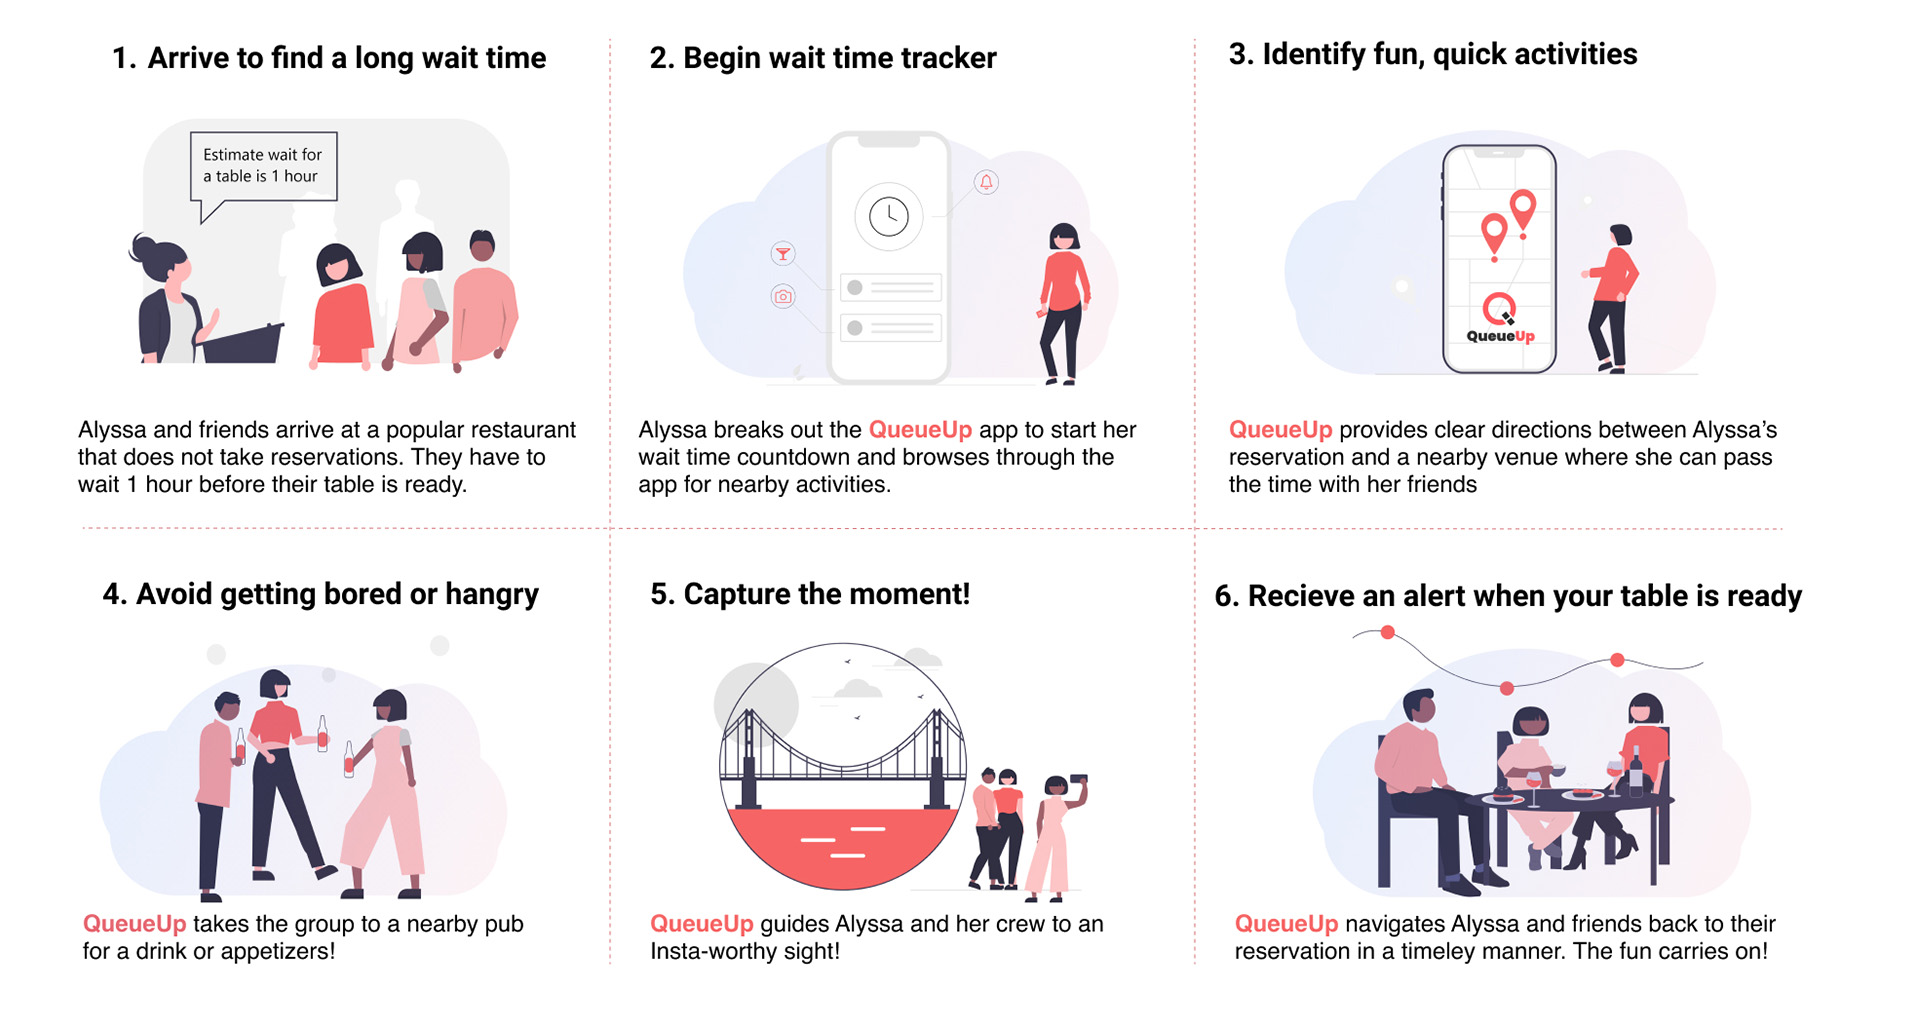 1. Arrive to find a long wait time
Estimate wait for
a table is 1 hour
Alyssa and friends arrive at a popular restaurant
that does not take reservations. They have to
wait 1 hour before their table is ready.
2. Begin wait time tracker
Alyssa breaks out the QueueUp app to start her
wait time countdown and browses through the
app for nearby activities.
3. Identify fun, quick activities
QueueUp
QueueUp provides clear directions between Alyssa’s
reservation and a nearby venue where she can pass
the time with her friends
4. Avoid getting bored or hangry
QueueUp takes the group to a nearby pub
for a drink or appetizers!
5. Capture the moment!
QueueUp guides Alyssa and her crew to an
Insta-worthy sight!
6. Recieve an alert when your table is ready
QueueUp navigates Alyssa and friends back to their
reservation in a timeley manner. The fun carries on!